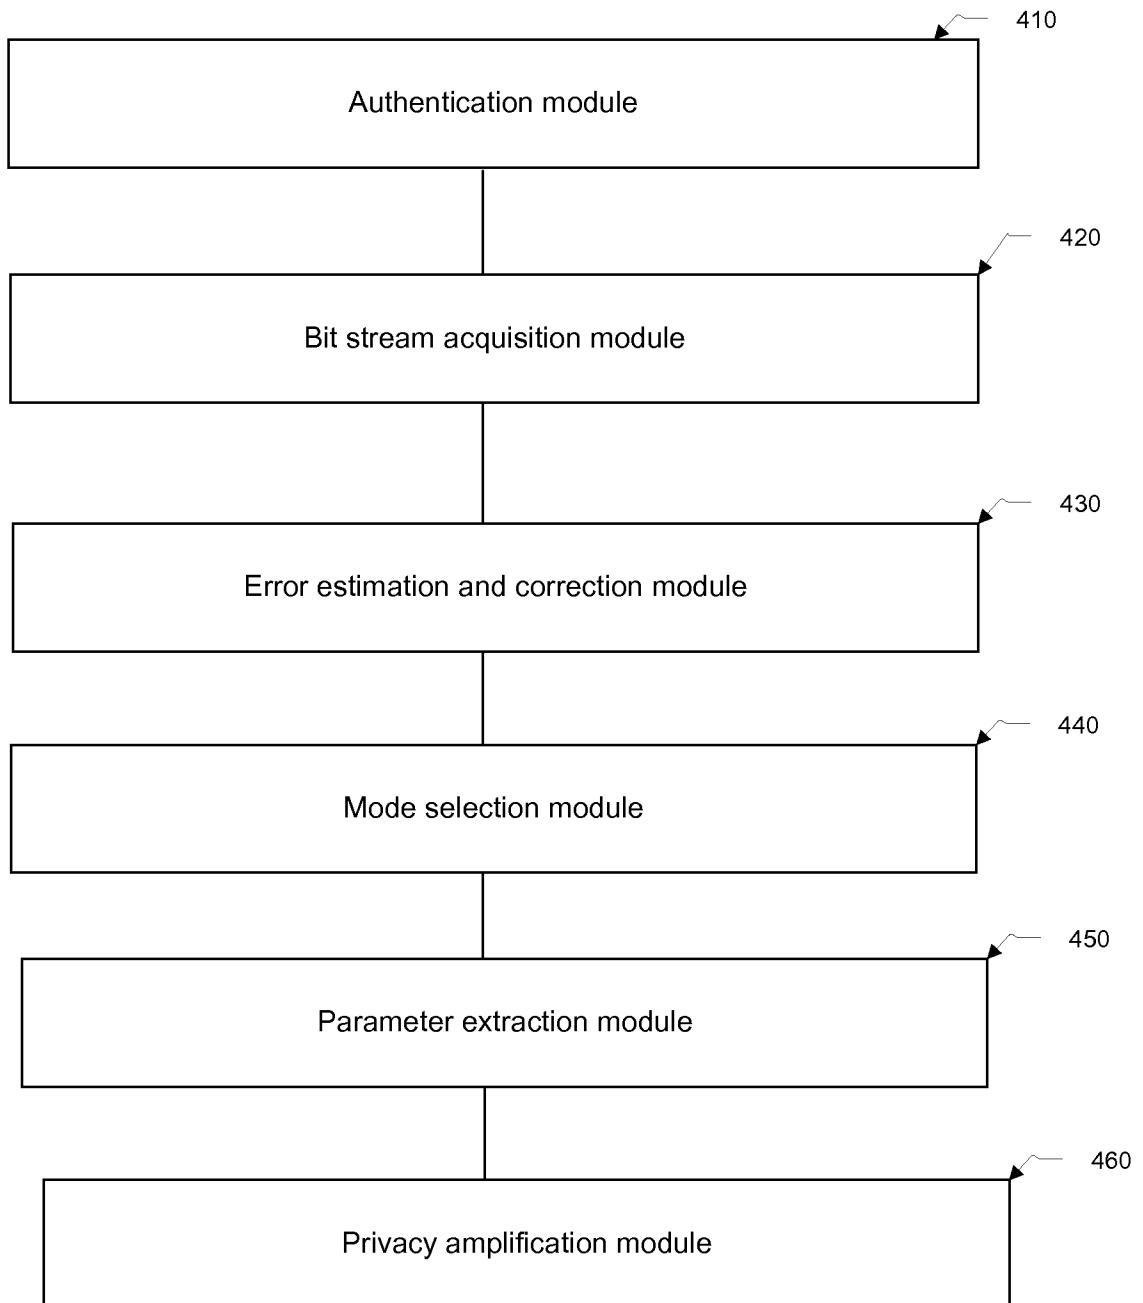 410
Authentication module
420
Bit stream acquisition module
430
Error estimation and correction module
440
Mode selection module
450
Parameter extraction module
460
Privacy amplification module